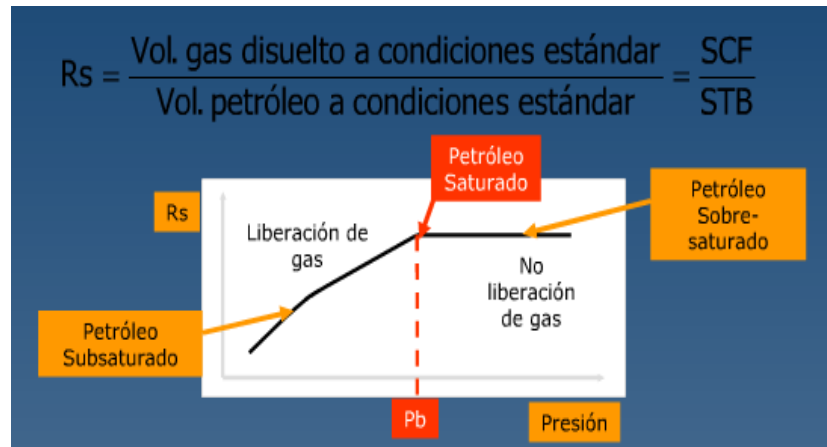 Rs = Vol. gas disuelto a condiciones estándar / Vol. petróleo a condiciones estándar = SCF / STB
Petróleo
Saturado
Petróleo
Sobre-
saturado
Rs
Liberación de
gas
No
liberación
de gas
Petróleo
Subsaturado
Pb
Presión